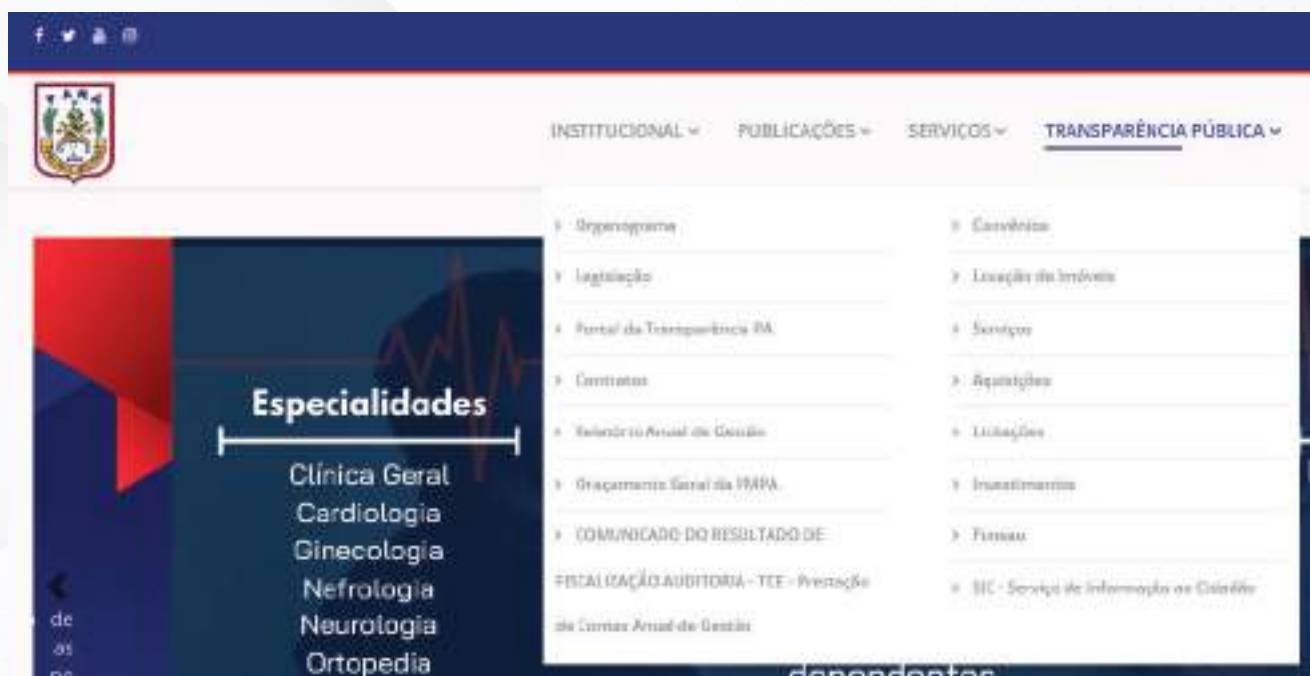 INSTITUCIONAL
PUBLICAÇÕES
SERVIÇOS
TRANSPARÊNCIA PÚBLICA
Organograma
Legislação
Portal da Transparência PA
Contratos
Relatório Anual de Gestão
Orçamento Geral da PMPA
COMUNICADO DO RESULTADO DE
FISCALIZAÇÃO AUDITORIA - TCE - Prestação
de Contas Anual de Gestão
Convênios
Locação de Imóveis
Serviços
Aquisições
Licitações
Investimentos
Funsau
SIC - Serviço de Informação ao Cidadão
Especialidades
Clínica Geral
Cardiologia
Ginecologia
Nefrologia
Neurologia
Ortopedia
de
as
dependentes